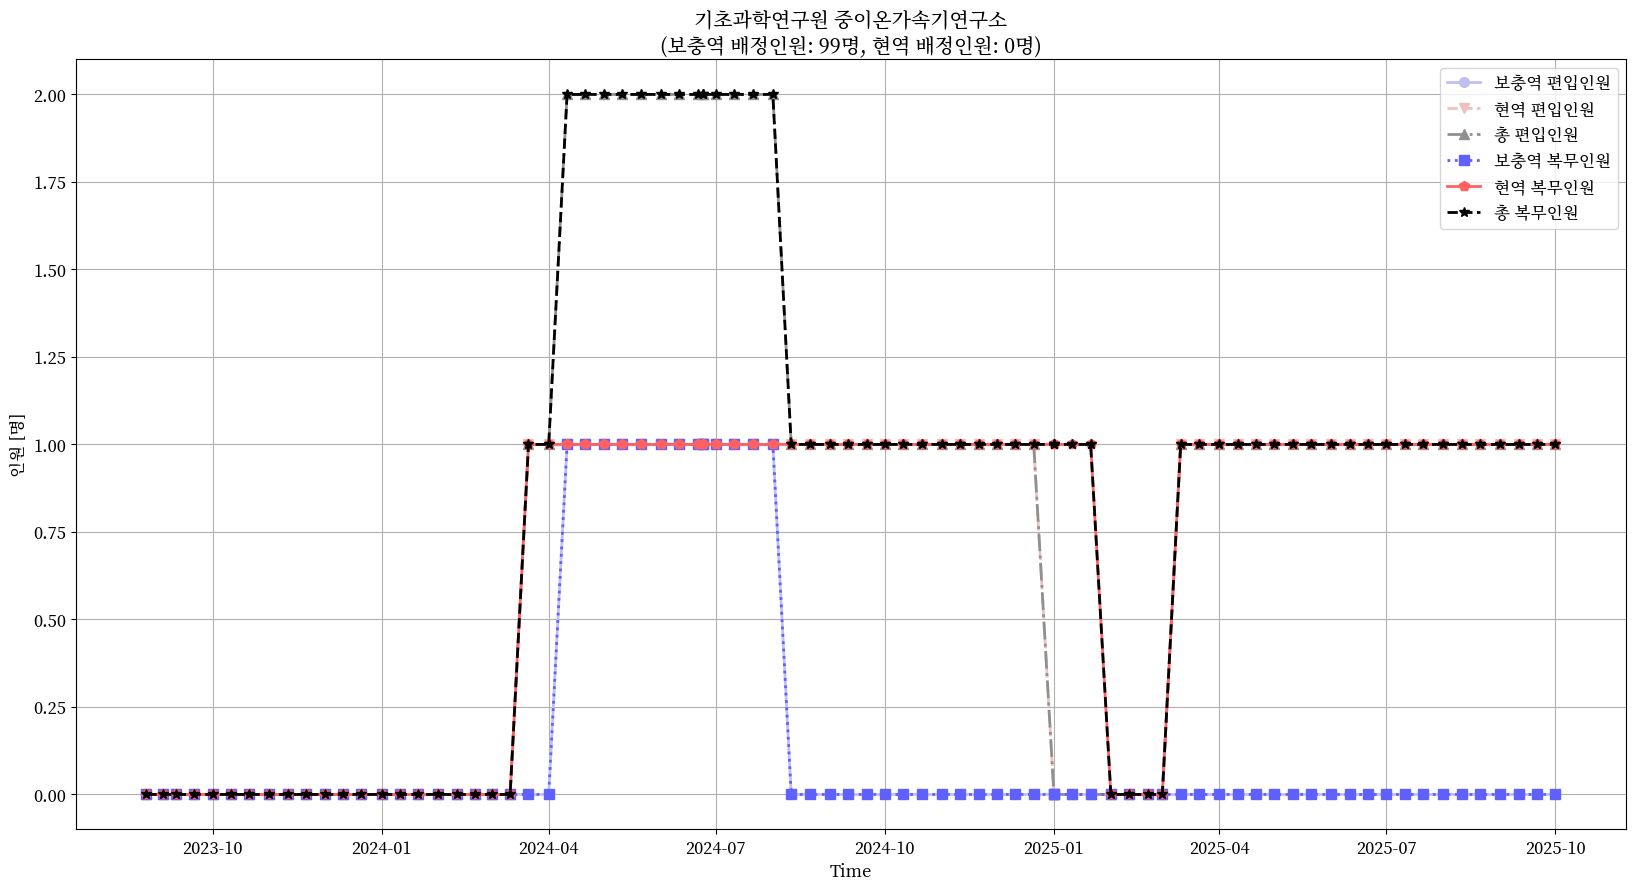 기초과학연구원 중이온가속기연구소
(보충역 배정인원: 99명, 현역 배정인원: 0명)
보충역 편입인원
현역 편입인원
총 편입인원
보충역 복무인원
현역 복무인원
총 복무인원
인원 [명]
2.00
1.75
1.50
1.25
1.00
0.75
0.50
0.25
0.00
2023-10 2024-01 2024-04 2024-07 2024-10 2025-01 2025-04 2025-07 2025-10
Time